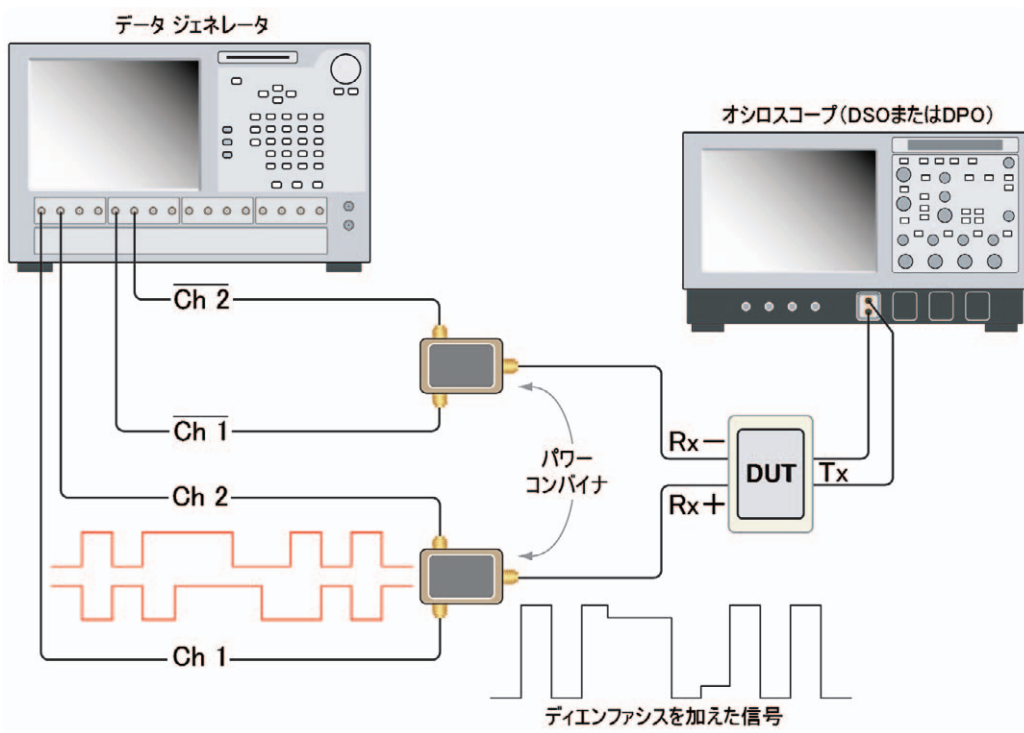 データ ジェネレータ
オシロスコープ（DSOまたはDPO）
Ch 2
Ch 1
Ch 2
Ch 1
パワー
コンバイナ
Rx－
Rx＋
DUT
Tx
ディエンファシスを加えた信号